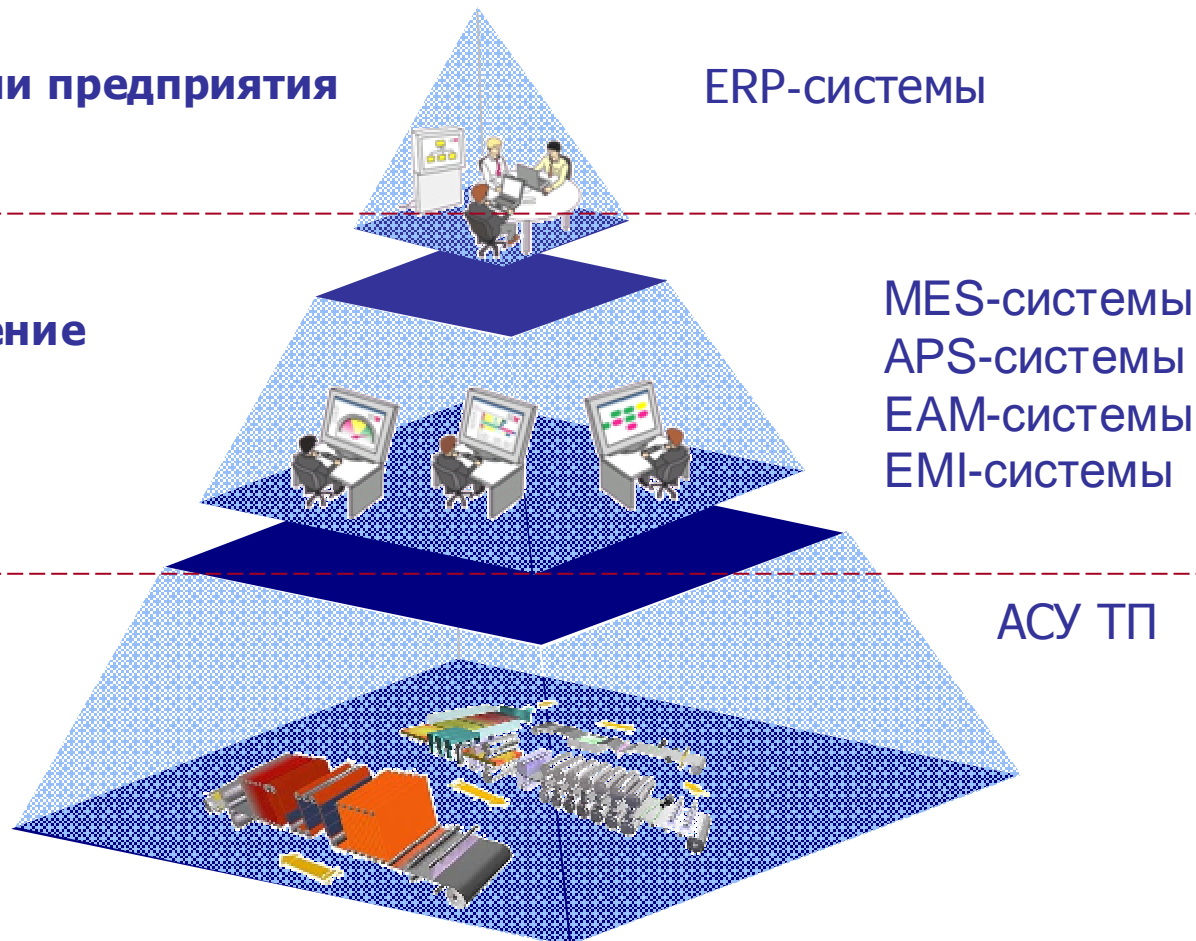 ии предприятия
ERP-системы
ение
MES-системы
APS-системы
EAM-системы
EMI-системы
АСУ ТП